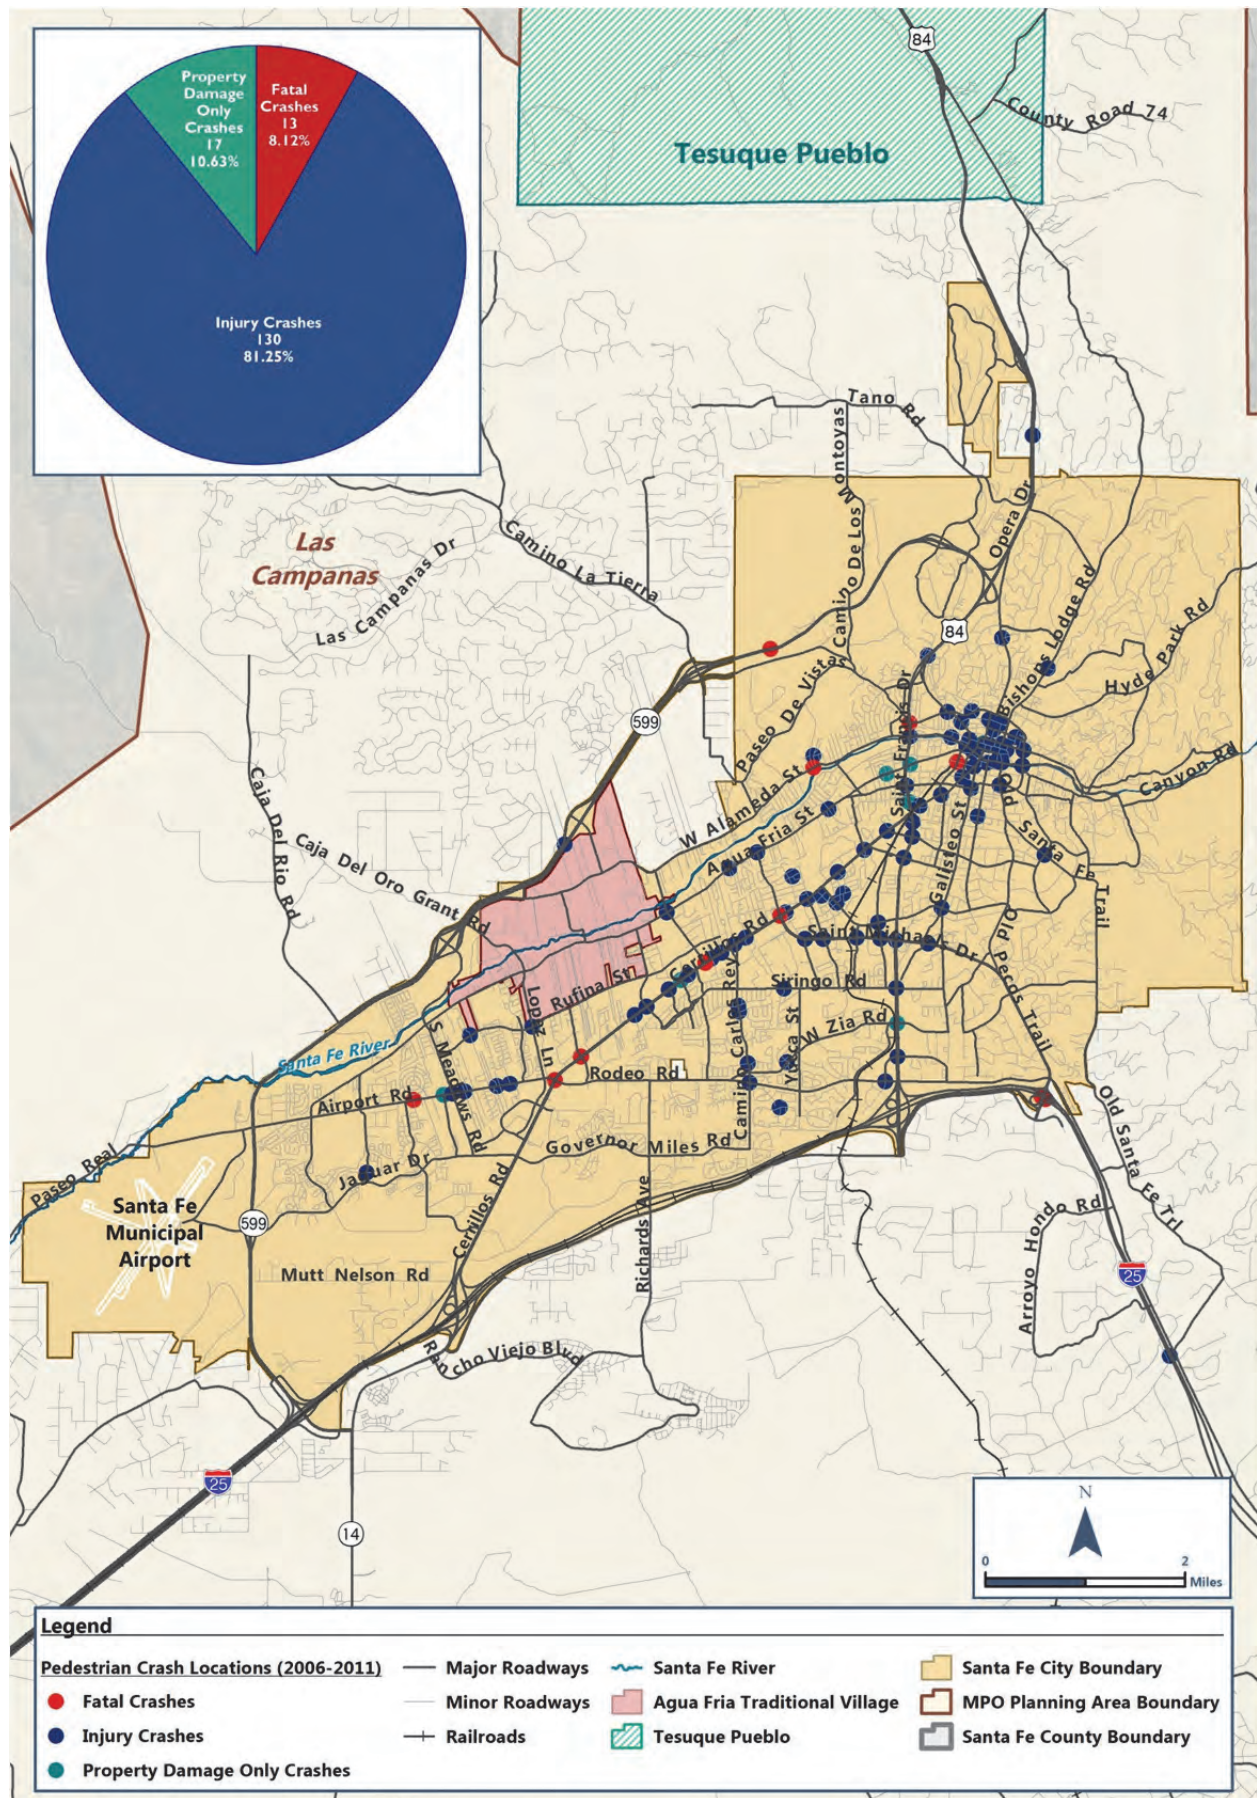 Property
Damage
Only
Crashes
17
10.63%
Fatal
Crashes
13
8.12%
Injury Crashes
130
81.25%
84
County Road 74
Tesuque Pueblo
Tano Rd
Camino De Los Montoyas
Opera Dr
Las
Campanas
Las Campanas Dr
Camino La Tierra
84
Bishops Lodge Rd
Hyde Park Rd
599
Paseo De Vistas
Saint Francis Dr
Canyon Rd
W Alameda St
Agua Fria St
Caja Del Rio Rd
Caja Del Oro Grant Rd
Galisteo St
Old Santa Fe Trail
Cerrillos Rd
Saint Michaels Dr
Old Pecos Trail
Rufina St
Lopez Ln
Siringo Rd
Camino Carlos Rey
Yucca St
W Zia Rd
Santa Fe River
S Meadows Rd
Rodeo Rd
Airport Rd
Governor Miles Rd
Jaguar Dr
Paseo Real
Santa Fe
Municipal
Airport
599
Cerrillos Rd
Richards Ave
Mutt Nelson Rd
Old Santa Fe Trl
Arroyo Hondo Rd
25
Rancho Viejo Blvd
25
14
N
0
2
Miles
Legend
Pedestrian Crash Locations (2006-2011)
Fatal Crashes
Injury Crashes
Property Damage Only Crashes
Major Roadways
Minor Roadways
Railroads
Santa Fe River
Agua Fria Traditional Village
Tesuque Pueblo
Santa Fe City Boundary
MPO Planning Area Boundary
Santa Fe County Boundary